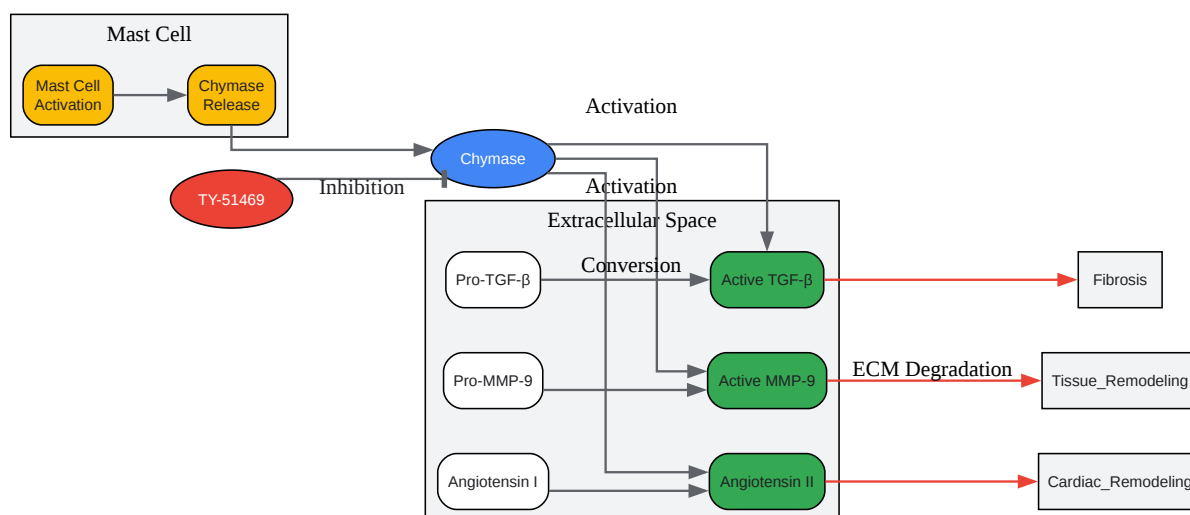 Mast Cell
Mast Cell
Activation
Chymase
Release
Activation
Chymase
Inhibition
Activation
TY-51469
Extracellular Space
Pro-TGF-β
Conversion
Active TGF-β
Fibrosis
Pro-MMP-9
Active MMP-9
ECM Degradation
Tissue_Remodeling
Angiotensin I
Angiotensin II
Cardiac_Remodeling